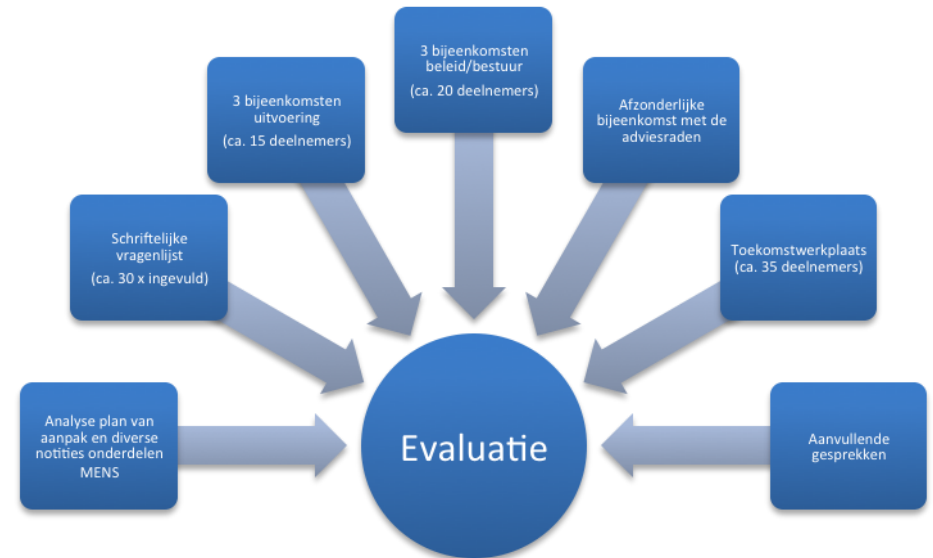 Analyse plan van
aanpak en diverse
notities onderdelen
MENS
Schriftelijke
vragenlijst
(ca. 30 x ingevuld)
3 bijeenkomsten
uitvoering
(ca. 15 deelnemers)
3 bijeenkomsten
beleid/bestuur
(ca. 20 deelnemers)
Afzonderlijke
bijeenkomst met de
adviesraden
Toekomstwerkplaats
(ca. 35 deelnemers)
Aanvullende
gesprekken
Evaluatie